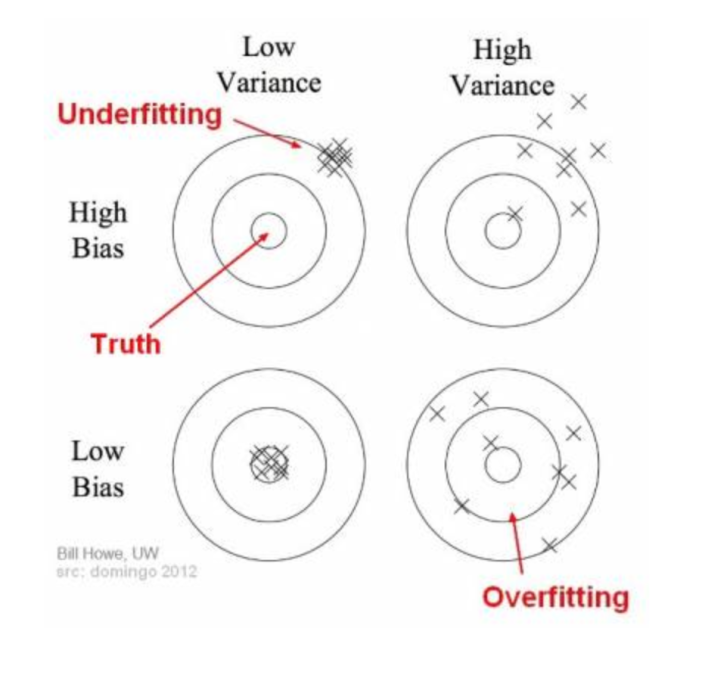 Low
Variance
High
Variance
Underfitting
High
Bias
Truth
Low
Bias
Bill Howe, UW
src: domingo 2012
Overfitting